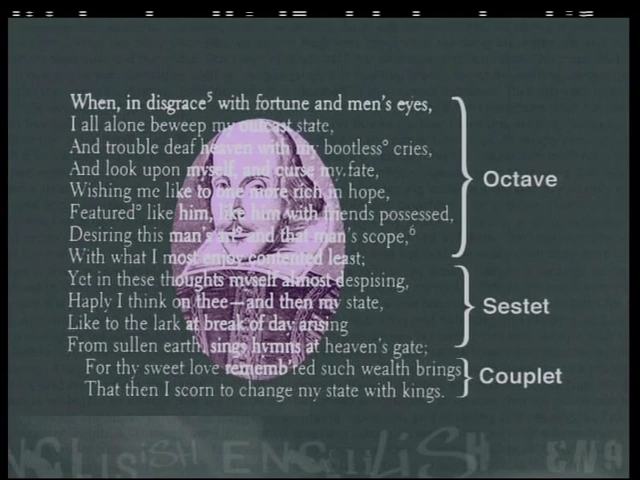 When, in disgrace⁵ with fortune and men's eyes,
I all alone beweep my outcast state,
And trouble deaf heaven with my bootless° cries,
And look upon myself, and curse my fate,
Wishing me like to one more rich in hope,
Featured° like him, like him with friends possessed,
Desiring this man's art° and that man's scope,⁶
With what I most enjoy contented least;
Yet in these thoughts myself almost despising,
Haply I think on thee—and then my state,
Like to the lark at break of day arising
From sullen earth, sings hymns at heaven's gate;
For thy sweet love rememb'red such wealth brings
That then I scorn to change my state with kings.
Octave
Sestet
Couplet
ENGLISH